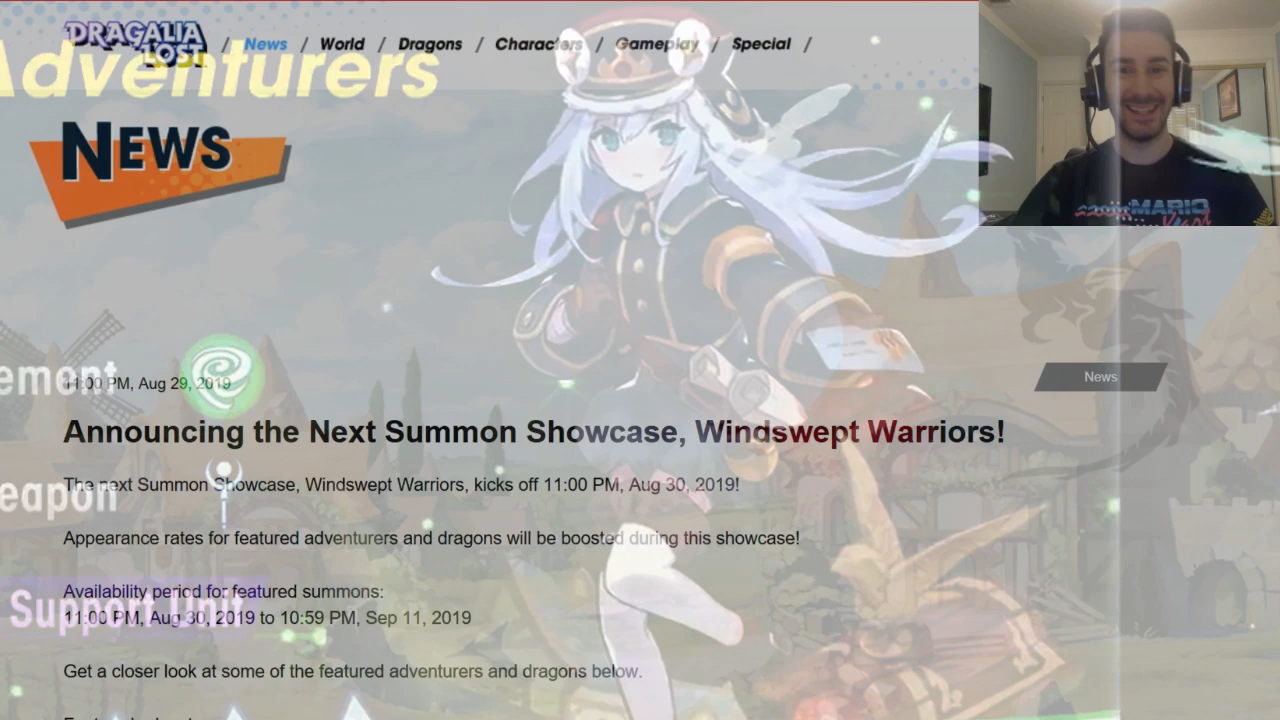 DRAGALIA
LOST
/ News / World / Dragons / Characters / Gameplay / Special /
Adventurers
NEWS
MARIO
Kart
11:00 PM, Aug 29, 2019
News
ement
Announcing the Next Summon Showcase, Windswept Warriors!
The next Summon Showcase, Windswept Warriors, kicks off 11:00 PM, Aug 30, 2019!
eapon
Appearance rates for featured adventurers and dragons will be boosted during this showcase!
Availability period for featured summons:
Support Unit
11:00 PM, Aug 30, 2019 to 10:59 PM, Sep 11, 2019
Get a closer look at some of the featured adventurers and dragons below.